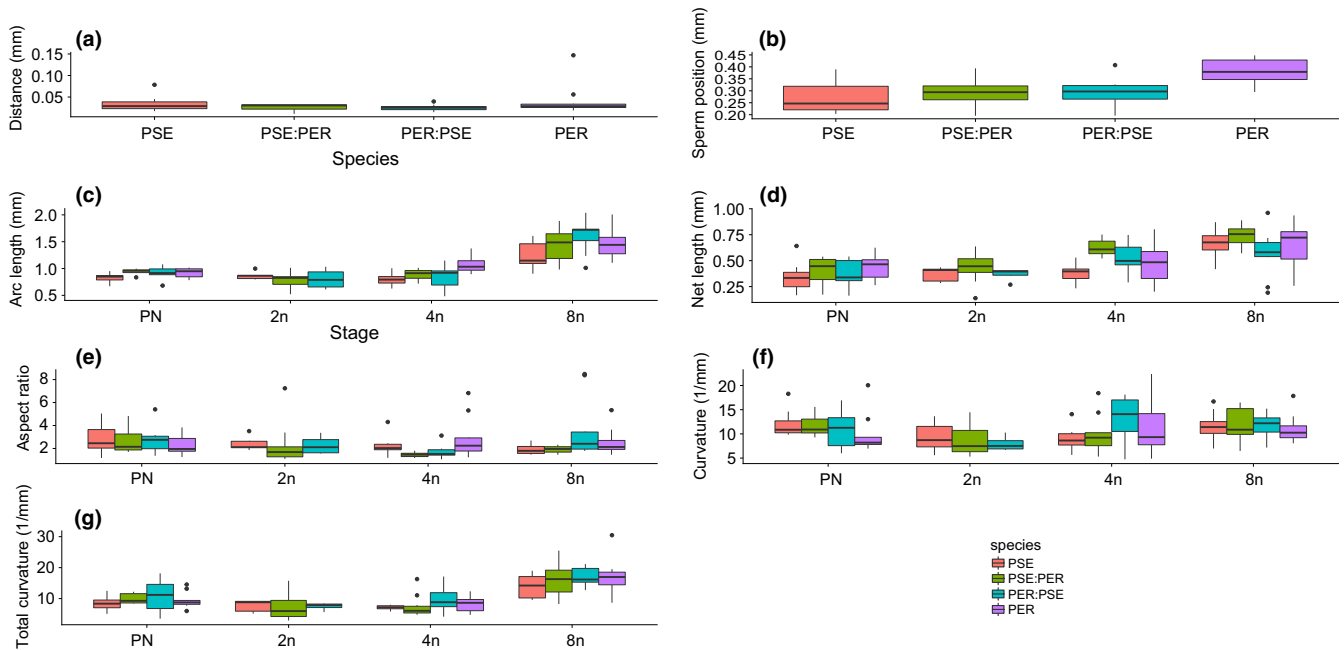 (a)
Distance (mm)
0.15
0.10
0.05
PSE
PSE:PER
PER:PSE
PER
Species
(b)
Sperm position (mm)
0.45
0.40
0.35
0.30
0.25
0.20
PSE
PSE:PER
PER:PSE
PER
(c)
Arc length (mm)
2.0
1.5
1.0
0.5
PN
2n
4n
8n
Stage
(d)
Net length (mm)
1.00
0.75
0.50
0.25
PN
2n
4n
8n
(e)
Aspect ratio
8
6
4
2
PN
2n
4n
8n
(f)
Curvature (1/mm)
20
15
10
5
PN
2n
4n
8n
(g)
Total curvature (1/mm)
30
20
10
PN
2n
4n
8n
species
PSE
PSE:PER
PER:PSE
PER